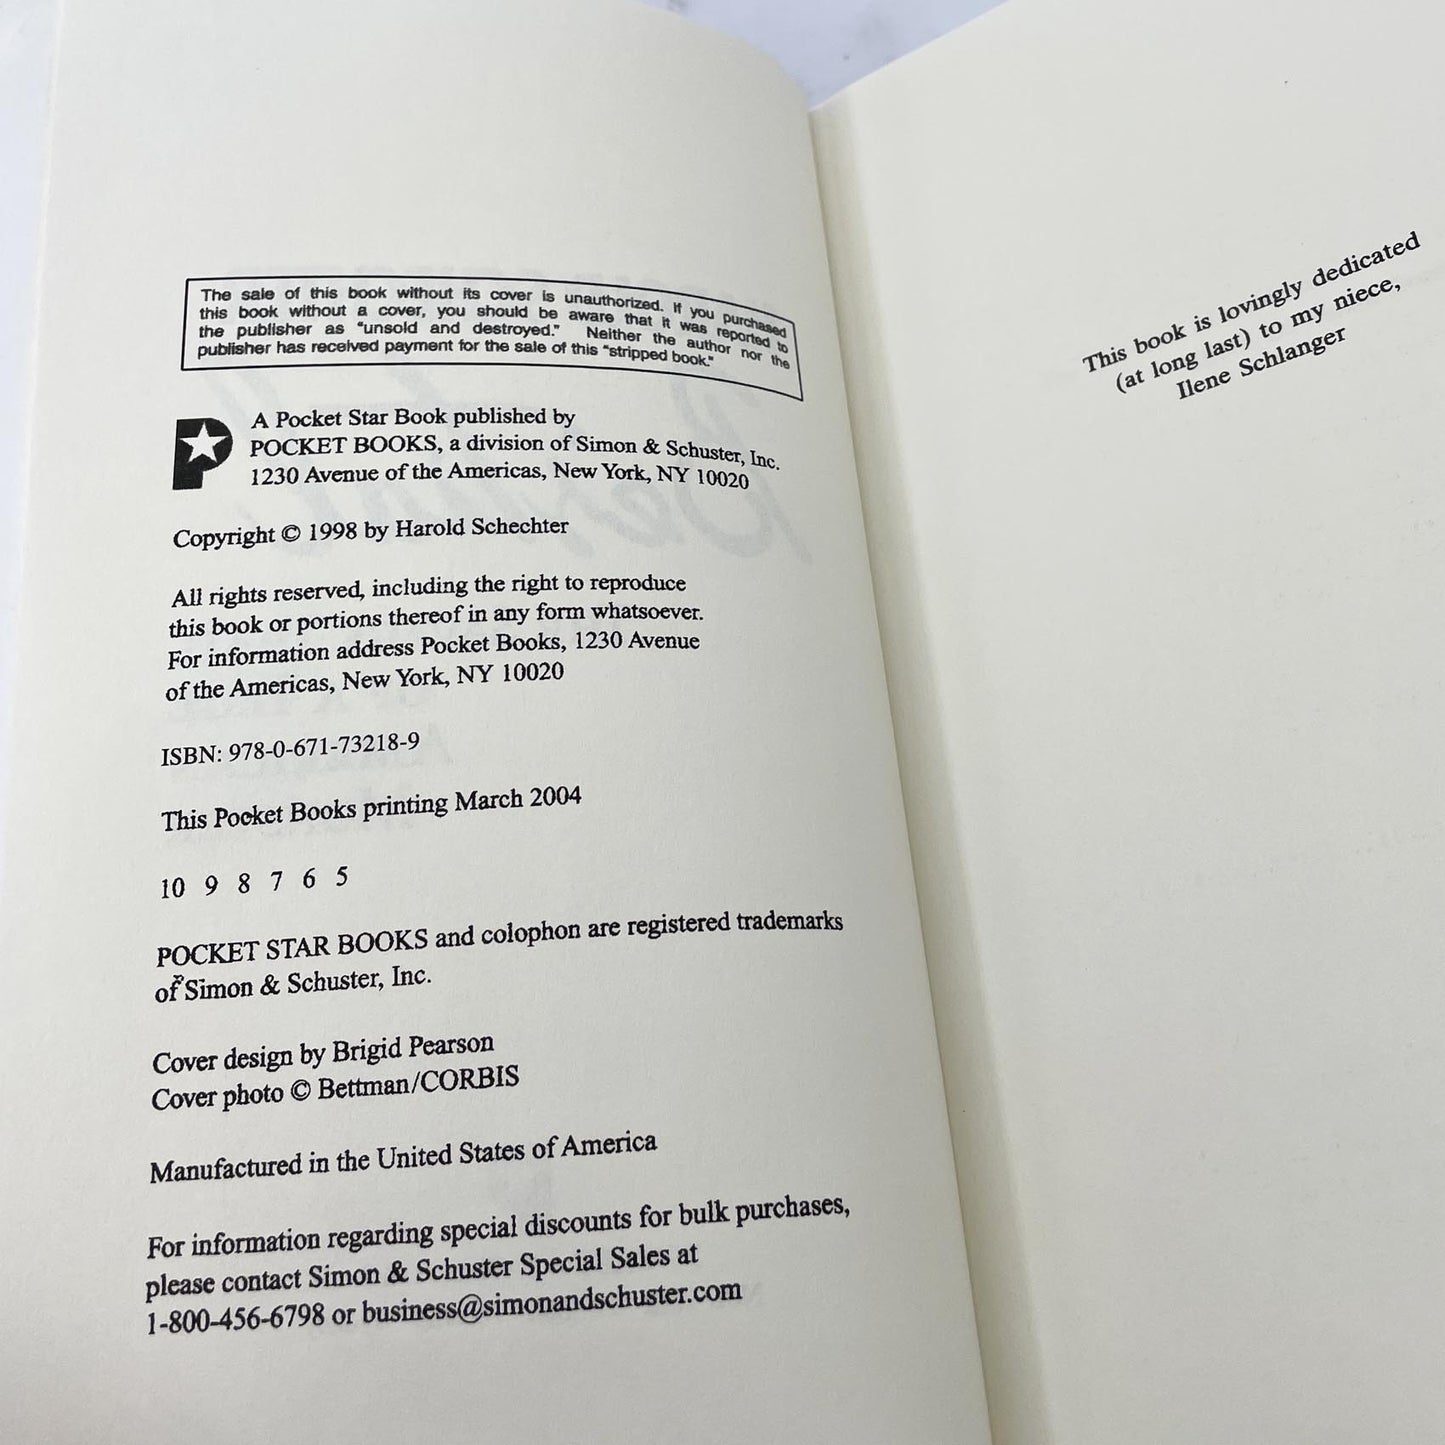 The sale of this book without its cover is unauthorized. If you purchased
this book without a cover, you should be aware that it was reported to
the publisher as "unsold and destroyed." Neither the author nor the
publisher has received payment for the sale of this "stripped book."
A Pocket Star Book published by
POCKET BOOKS, a division of Simon & Schuster, Inc.
1230 Avenue of the Americas, New York, NY 10020
Copyright © 1998 by Harold Schechter
All rights reserved, including the right to reproduce
this book or portions thereof in any form whatsoever.
For information address Pocket Books, 1230 Avenue
of the Americas, New York, NY 10020
ISBN: 978-0-671-73218-9
This Pocket Books printing March 2004
10 9 8 7 6 5
POCKET STAR BOOKS and colophon are registered trademarks
of Simon & Schuster, Inc.
Cover design by Brigid Pearson
Cover photo © Bettman/CORBIS
Manufactured in the United States of America
For information regarding special discounts for bulk purchases,
please contact Simon & Schuster Special Sales at
1-800-456-6798 or business@simonandschuster.com
This book is lovingly dedicated
(at long last) to my niece,
Ilene Schlanger